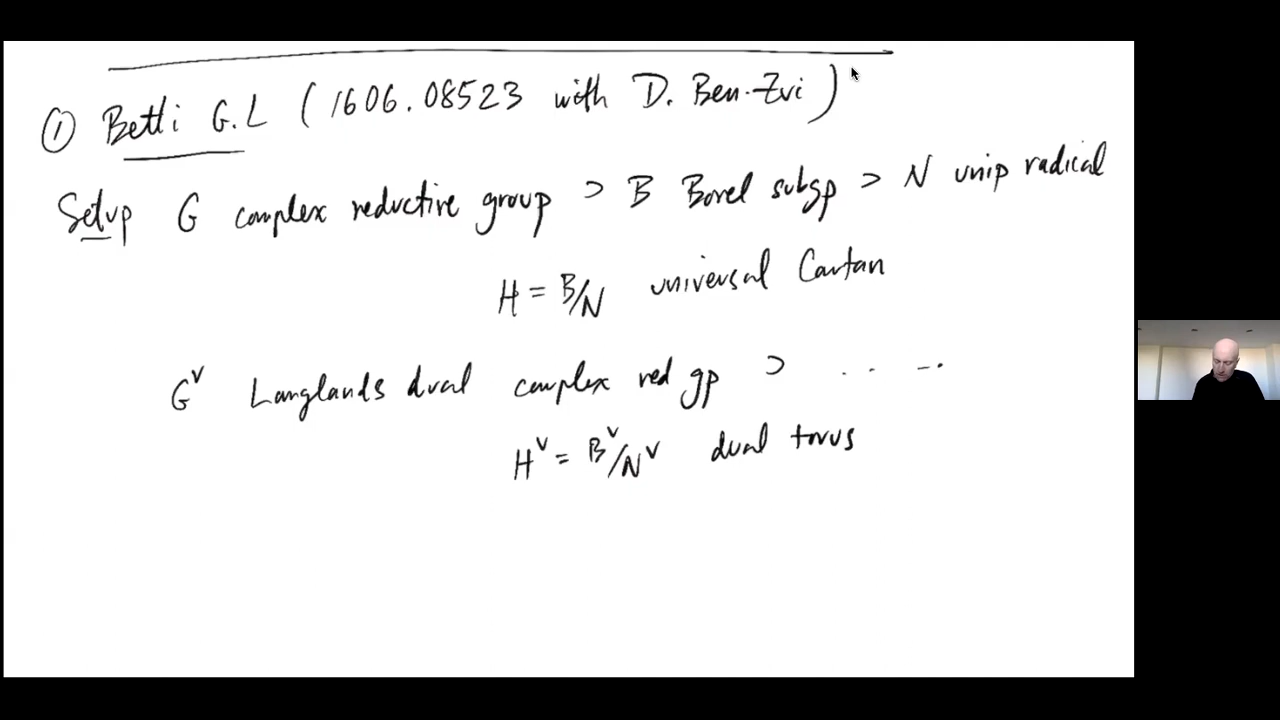 ① Betti G.L (1606.08523 with D. Ben-Zvi)
Setup G complex reductive group ⊃ B Borel subgp ⊃ N unip radical
H = B/N universal Cartan
G^∨ Langlands dual complex red gp ⊃ .. -..
H^∨ = B^∨/N^∨ dual torus